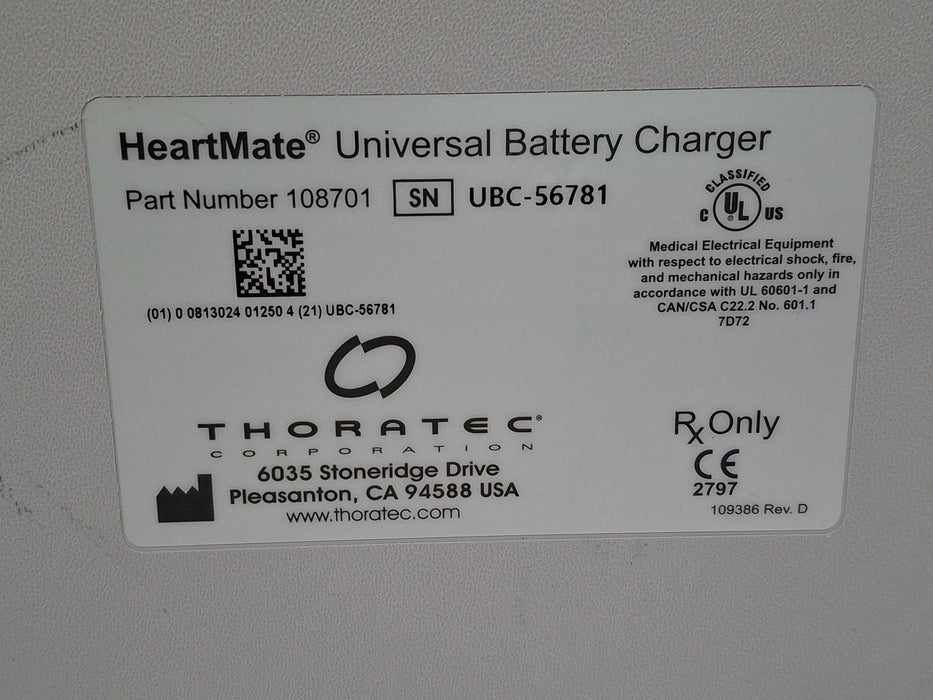 HeartMate® Universal Battery Charger
Part Number 108701 SN UBC-56781
CLASSIFIED
C UL® US
Medical Electrical Equipment
with respect to electrical shock, fire,
and mechanical hazards only in
accordance with UL 60601-1 and
CAN/CSA C22.2 No. 601.1
7D72
(01) 0 0813024 01250 4 (21) UBC-56781
THORATEC®
CORPORATION
6035 Stoneridge Drive
Pleasanton, CA 94588 USA
www.thoratec.com
Rx Only
CE
2797
109386 Rev. D